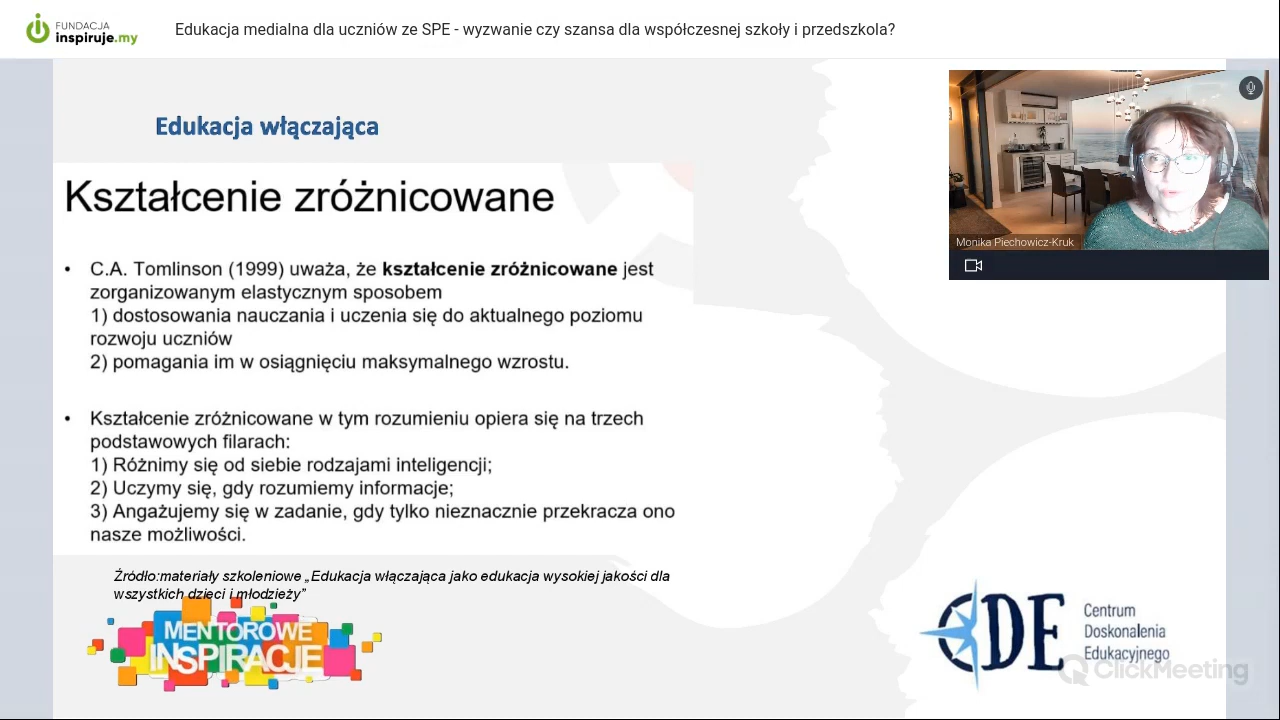 FUNDACJA
inspiruje.my
Edukacja medialna dla uczniów ze SPE - wyzwanie czy szansa dla współczesnej szkoły i przedszkola?
Edukacja włączająca
Kształcenie zróżnicowane
• C.A. Tomlinson (1999) uważa, że kształcenie zróżnicowane jest
zorganizowanym elastycznym sposobem
1) dostosowania nauczania i uczenia się do aktualnego poziomu
rozwoju uczniów
2) pomagania im w osiągnięciu maksymalnego wzrostu.
• Kształcenie zróżnicowane w tym rozumieniu opiera się na trzech
podstawowych filarach:
1) Różnimy się od siebie rodzajami inteligencji;
2) Uczymy się, gdy rozumiemy informacje;
3) Angażujemy się w zadanie, gdy tylko nieznacznie przekracza ono
nasze możliwości.
Źródło:materiały szkoleniowe „Edukacja włączająca jako edukacja wysokiej jakości dla
wszystkich dzieci i młodzieży"
MENTOROWE
INSPIRACJE
Monika Piechowicz-Kruk
CDE
Centrum
Doskonalenia
Edukacyjnego
ClickMeeting